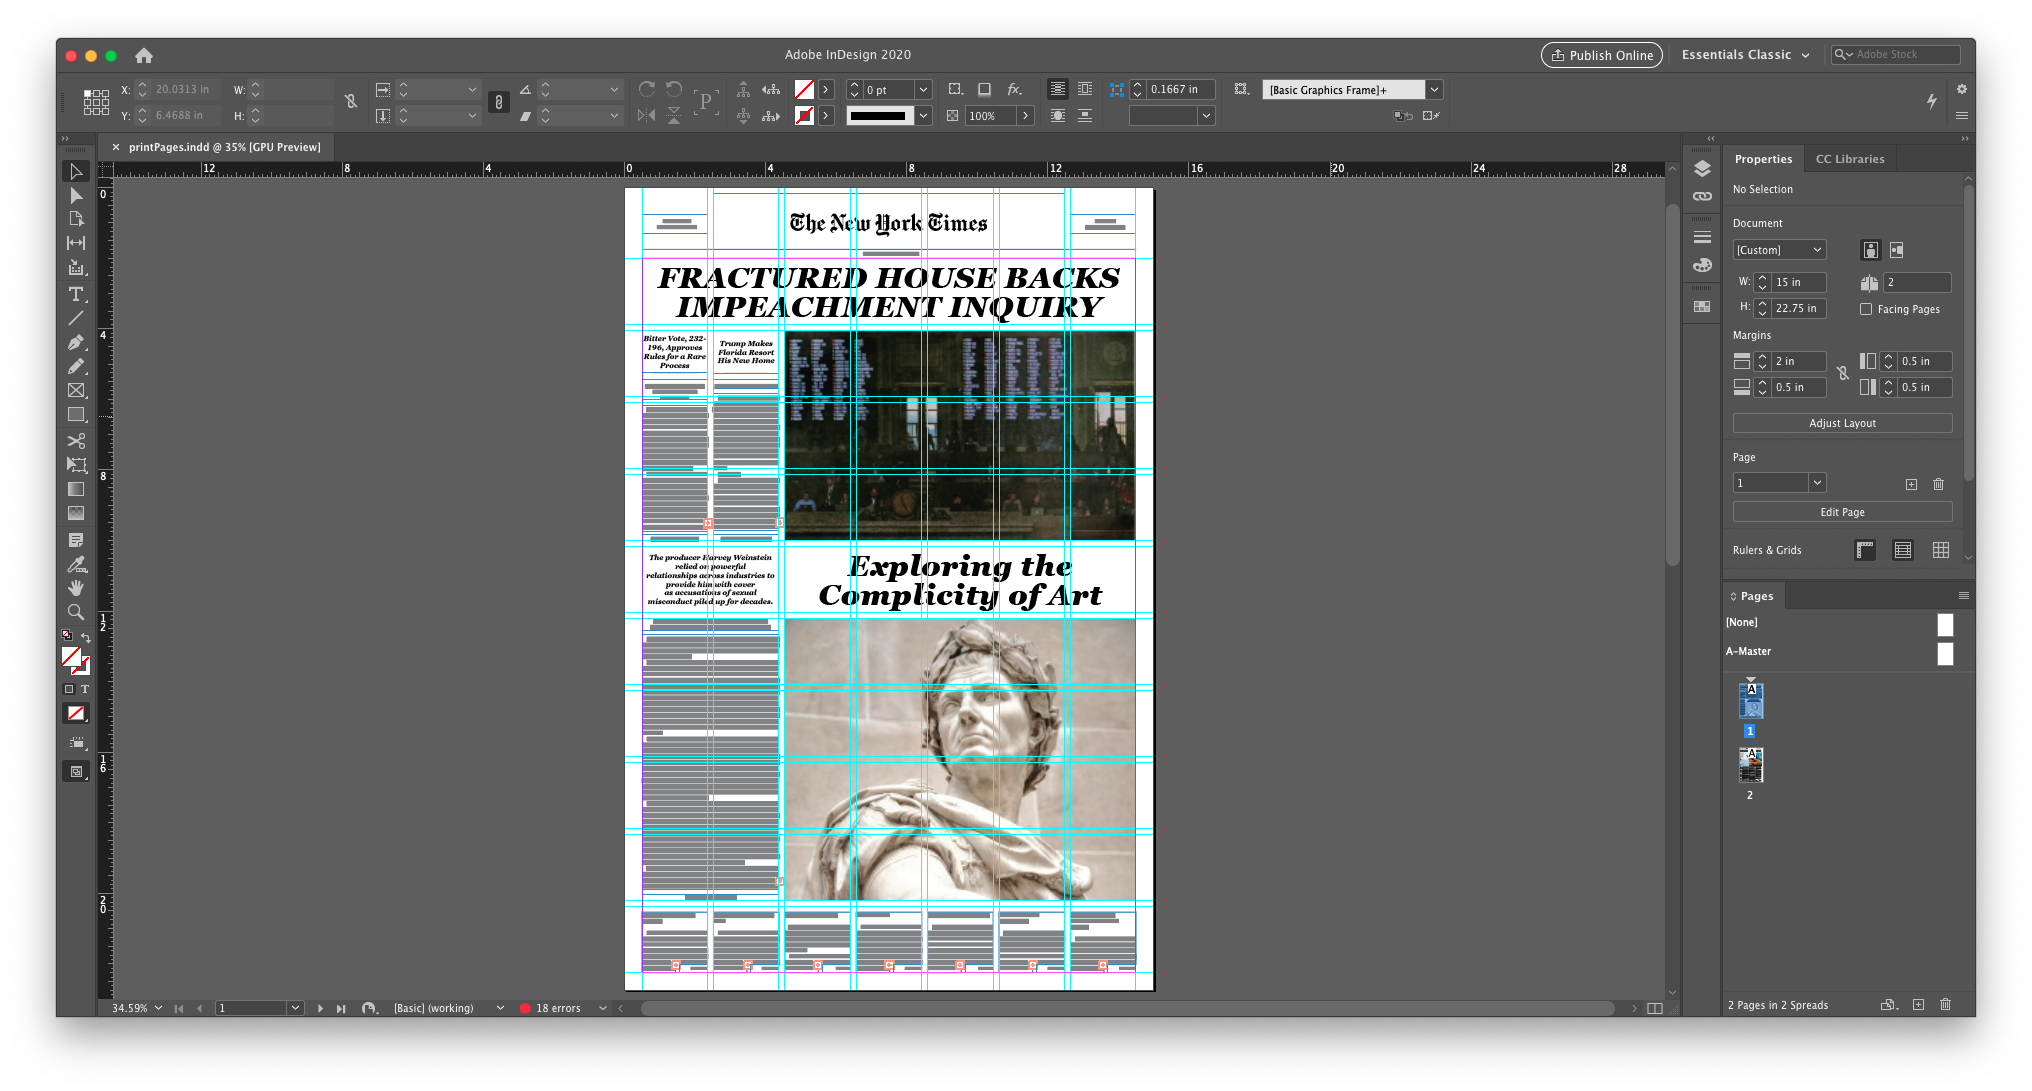 Adobe InDesign 2020
Publish Online
Essentials Classic
Adobe Stock
X: 20.0313 in
W:
0 pt
fx.
0.1667 in
[Basic Graphics Frame]+
P
Y: 6.4688 in
H:
100%
× printPages.indd @ 35% [GPU Preview]
12 8 4 0 4 8 12 16 20 24 28
0
4
8
12
16
20
The New York Times
FRACTURED HOUSE BACKS
IMPEACHMENT INQUIRY
Bitter Vote, 232-
196, Approves
Rules for a Rare
Process
Trump Makes
Florida Resort
His New Home
The producer Harvey Weinstein
relied on powerful
relationships across industries to
provide him with cover
as accusations of sexual
misconduct piled up for decades.
Exploring the
Complicity of Art
T
T
Properties
CC Libraries
No Selection
Document
[Custom]
W: 15 in
2
H: 22.75 in
Facing Pages
Margins
2 in
0.5 in
0.5 in
0.5 in
Adjust Layout
Page
1
Edit Page
Rulers & Grids
Pages
[None]
A-Master
A
1
A
2
2 Pages in 2 Spreads
34.59%
1
[Basic] (working)
18 errors